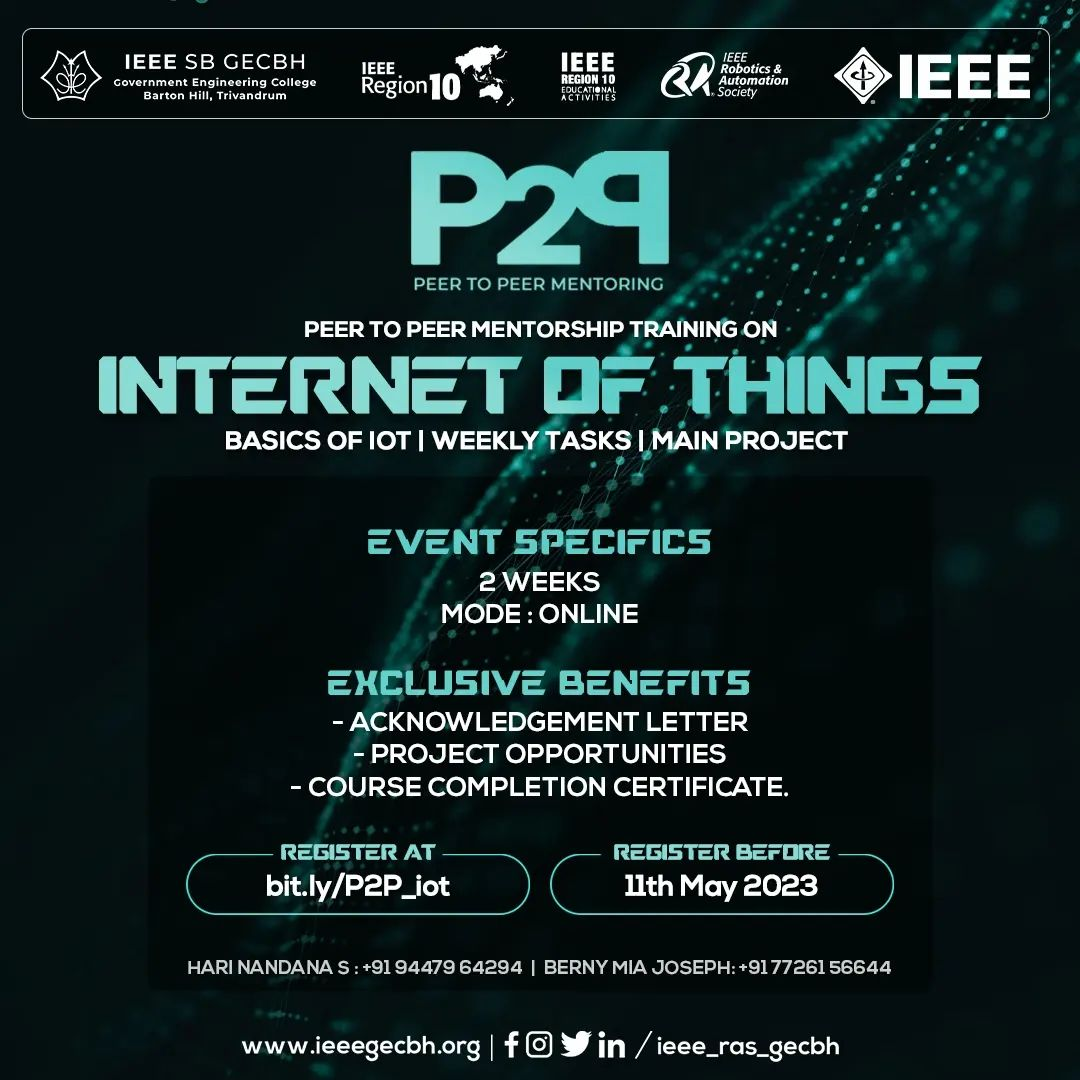 IEEE SB GECBH
Government Engineering College
Barton Hill, Trivandrum
IEEE
Region 10
IEEE
REGION 10
EDUCATIONAL
ACTIVITIES
IEEE
Robotics &
Automation
Society
IEEE
P2P
PEER TO PEER MENTORING
PEER TO PEER MENTORSHIP TRAINING ON
INTERNET OF THINGS
BASICS OF IOT | WEEKLY TASKS | MAIN PROJECT
EVENT SPECIFICS
2 WEEKS
MODE : ONLINE
EXCLUSIVE BENEFITS
- ACKNOWLEDGEMENT LETTER
- PROJECT OPPORTUNITIES
- COURSE COMPLETION CERTIFICATE.
REGISTER AT
bit.ly/P2P_iot
REGISTER BEFORE
11th May 2023
HARI NANDANA S : +91 94479 64294 | BERNY MIA JOSEPH: +91 77261 56644
www.ieeegecbh.org | /ieee_ras_gecbh